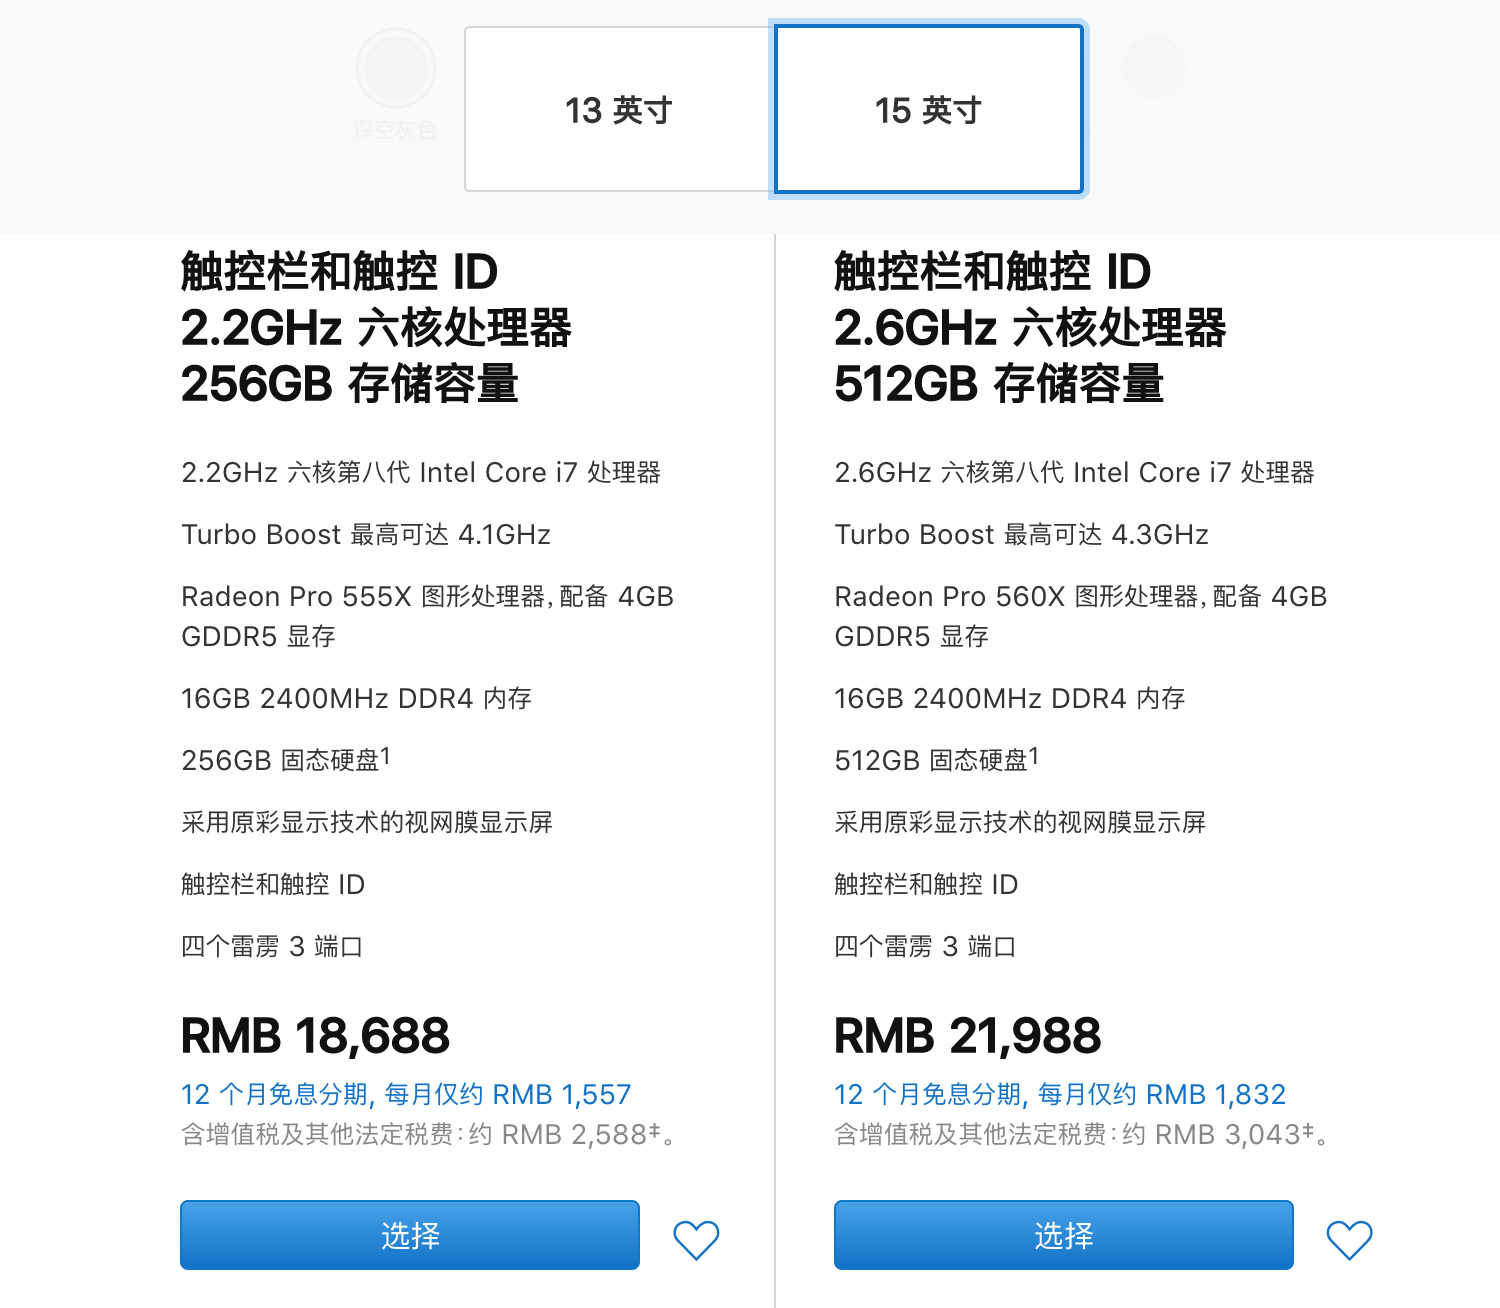 13 英寸
15 英寸
深空灰色
触控栏和触控 ID
2.2GHz 六核处理器
256GB 存储容量
2.2GHz 六核第八代 Intel Core i7 处理器
Turbo Boost 最高可达 4.1GHz
Radeon Pro 555X 图形处理器，配备 4GB
GDDR5 显存
16GB 2400MHz DDR4 内存
256GB 固态硬盘¹
采用原彩显示技术的视网膜显示屏
触控栏和触控 ID
四个雷雳 3 端口
RMB 18,688
12 个月免息分期, 每月仅约 RMB 1,557
含增值税及其他法定税费：约 RMB 2,588‡。
选择
触控栏和触控 ID
2.6GHz 六核处理器
512GB 存储容量
2.6GHz 六核第八代 Intel Core i7 处理器
Turbo Boost 最高可达 4.3GHz
Radeon Pro 560X 图形处理器，配备 4GB
GDDR5 显存
16GB 2400MHz DDR4 内存
512GB 固态硬盘¹
采用原彩显示技术的视网膜显示屏
触控栏和触控 ID
四个雷雳 3 端口
RMB 21,988
12 个月免息分期, 每月仅约 RMB 1,832
含增值税及其他法定税费：约 RMB 3,043‡。
选择